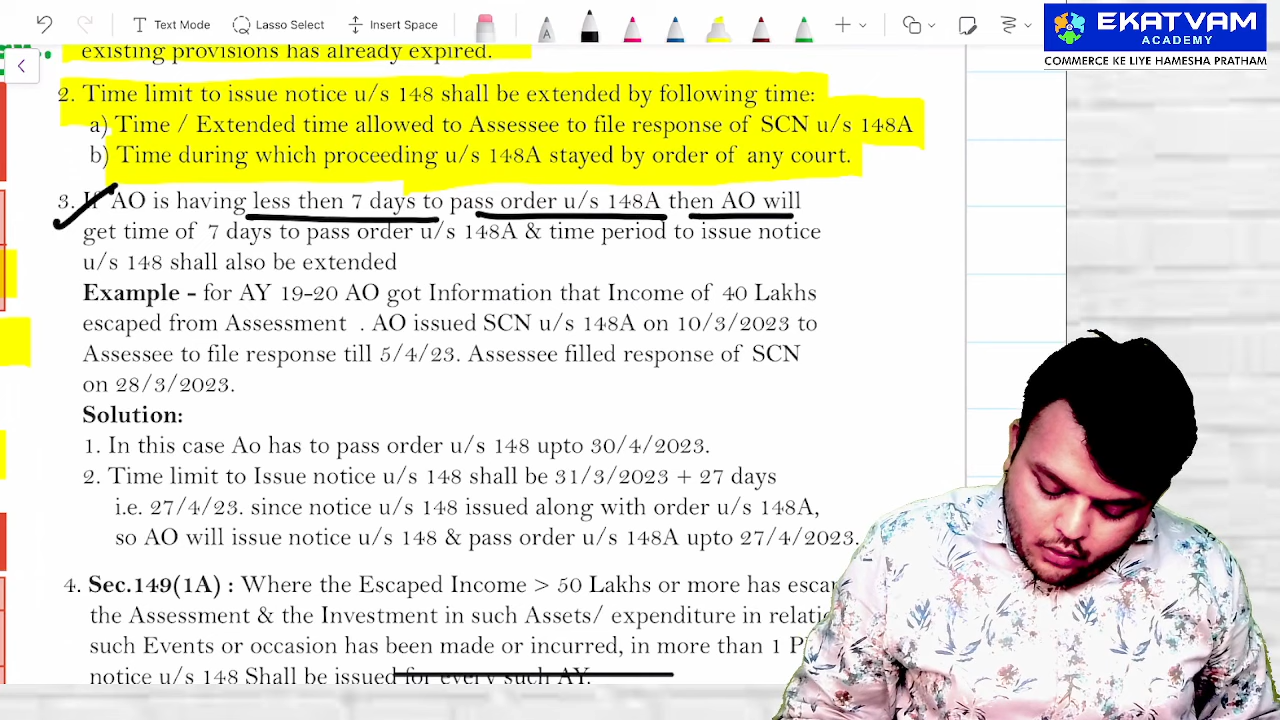 Text Mode
Lasso Select
Insert Space
EKATVAM
ACADEMY
COMMERCE KE LIYE HAMESHA PRATHAM
existing provisions has already expired.
2. Time limit to issue notice u/s 148 shall be extended by following time:
a) Time / Extended time allowed to Assessee to file response of SCN u/s 148A
b) Time during which proceeding u/s 148A stayed by order of any court.
3. If AO is having less then 7 days to pass order u/s 148A then AO will
get time of 7 days to pass order u/s 148A & time period to issue notice
u/s 148 shall also be extended
Example - for AY 19-20 AO got Information that Income of 40 Lakhs
escaped from Assessment . AO issued SCN u/s 148A on 10/3/2023 to
Assessee to file response till 5/4/23. Assessee filled response of SCN
on 28/3/2023.
Solution:
1. In this case Ao has to pass order u/s 148 upto 30/4/2023.
2. Time limit to Issue notice u/s 148 shall be 31/3/2023 + 27 days
i.e. 27/4/23. since notice u/s 148 issued along with order u/s 148A,
so AO will issue notice u/s 148 & pass order u/s 148A upto 27/4/2023.
4. Sec.149(1A) : Where the Escaped Income > 50 Lakhs or more has
the Assessment & the Investment in such Assets/ expenditure in
such Events or occasion has been made or incurred, in more than 1
notice u/s 148 Shall be issued for every such AY.